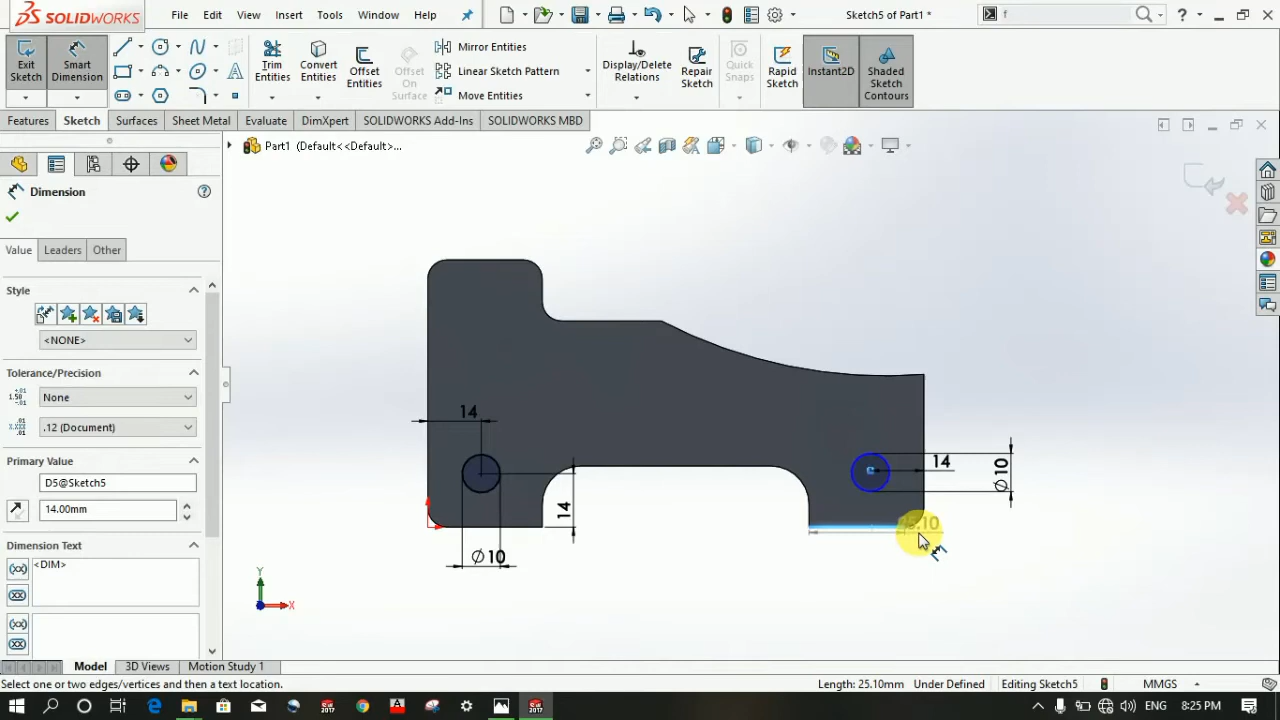 SOLIDWORKS File Edit View Insert Tools Window Help Sketch5 of Part1 * f ?
Exit Sketch Smart Dimension Trim Entities Convert Entities Offset Entities Offset On Surface Mirror Entities Linear Sketch Pattern Move Entities Display/Delete Relations Repair Sketch Quick Snaps Rapid Sketch Instant2D Shaded Sketch Contours
Features Sketch Surfaces Sheet Metal Evaluate DimXpert SOLIDWORKS Add-Ins SOLIDWORKS MBD
Part1 (Default<<Default>...
Dimension
Value Leaders Other
Style
<NONE>
Tolerance/Precision
None
.12 (Document)
Primary Value
D5@Sketch5
14.00mm
Dimension Text
<DIM>
14
14
Ø10
14
Ø10
Y
X
Model 3D Views Motion Study 1
Select one or two edges/vertices and then a text location. Length: 25.10mm Under Defined Editing Sketch5 MMGS
ENG 8:25 PM